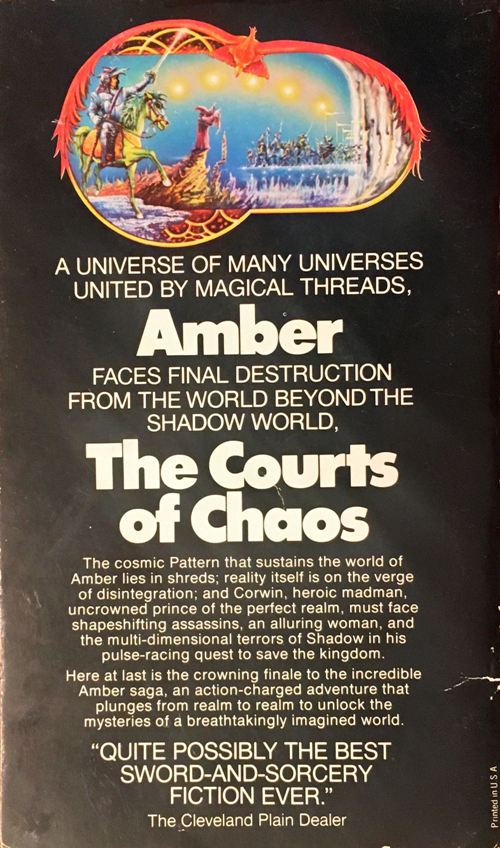 A UNIVERSE OF MANY UNIVERSES
UNITED BY MAGICAL THREADS,
Amber
FACES FINAL DESTRUCTION
FROM THE WORLD BEYOND THE
SHADOW WORLD,
The Courts
of Chaos
The cosmic Pattern that sustains the world of
Amber lies in shreds; reality itself is on the verge
of disintegration; and Corwin, heroic madman,
uncrowned prince of the perfect realm, must face
shapeshifting assassins, an alluring woman, and
the multi-dimensional terrors of Shadow in his
pulse-racing quest to save the kingdom.
Here at last is the crowning finale to the incredible
Amber saga, an action-charged adventure that
plunges from realm to realm to unlock the
mysteries of a breathtakingly imagined world.
“QUITE POSSIBLY THE BEST
SWORD-AND-SORCERY
FICTION EVER.”
The Cleveland Plain Dealer
Printed in U S A